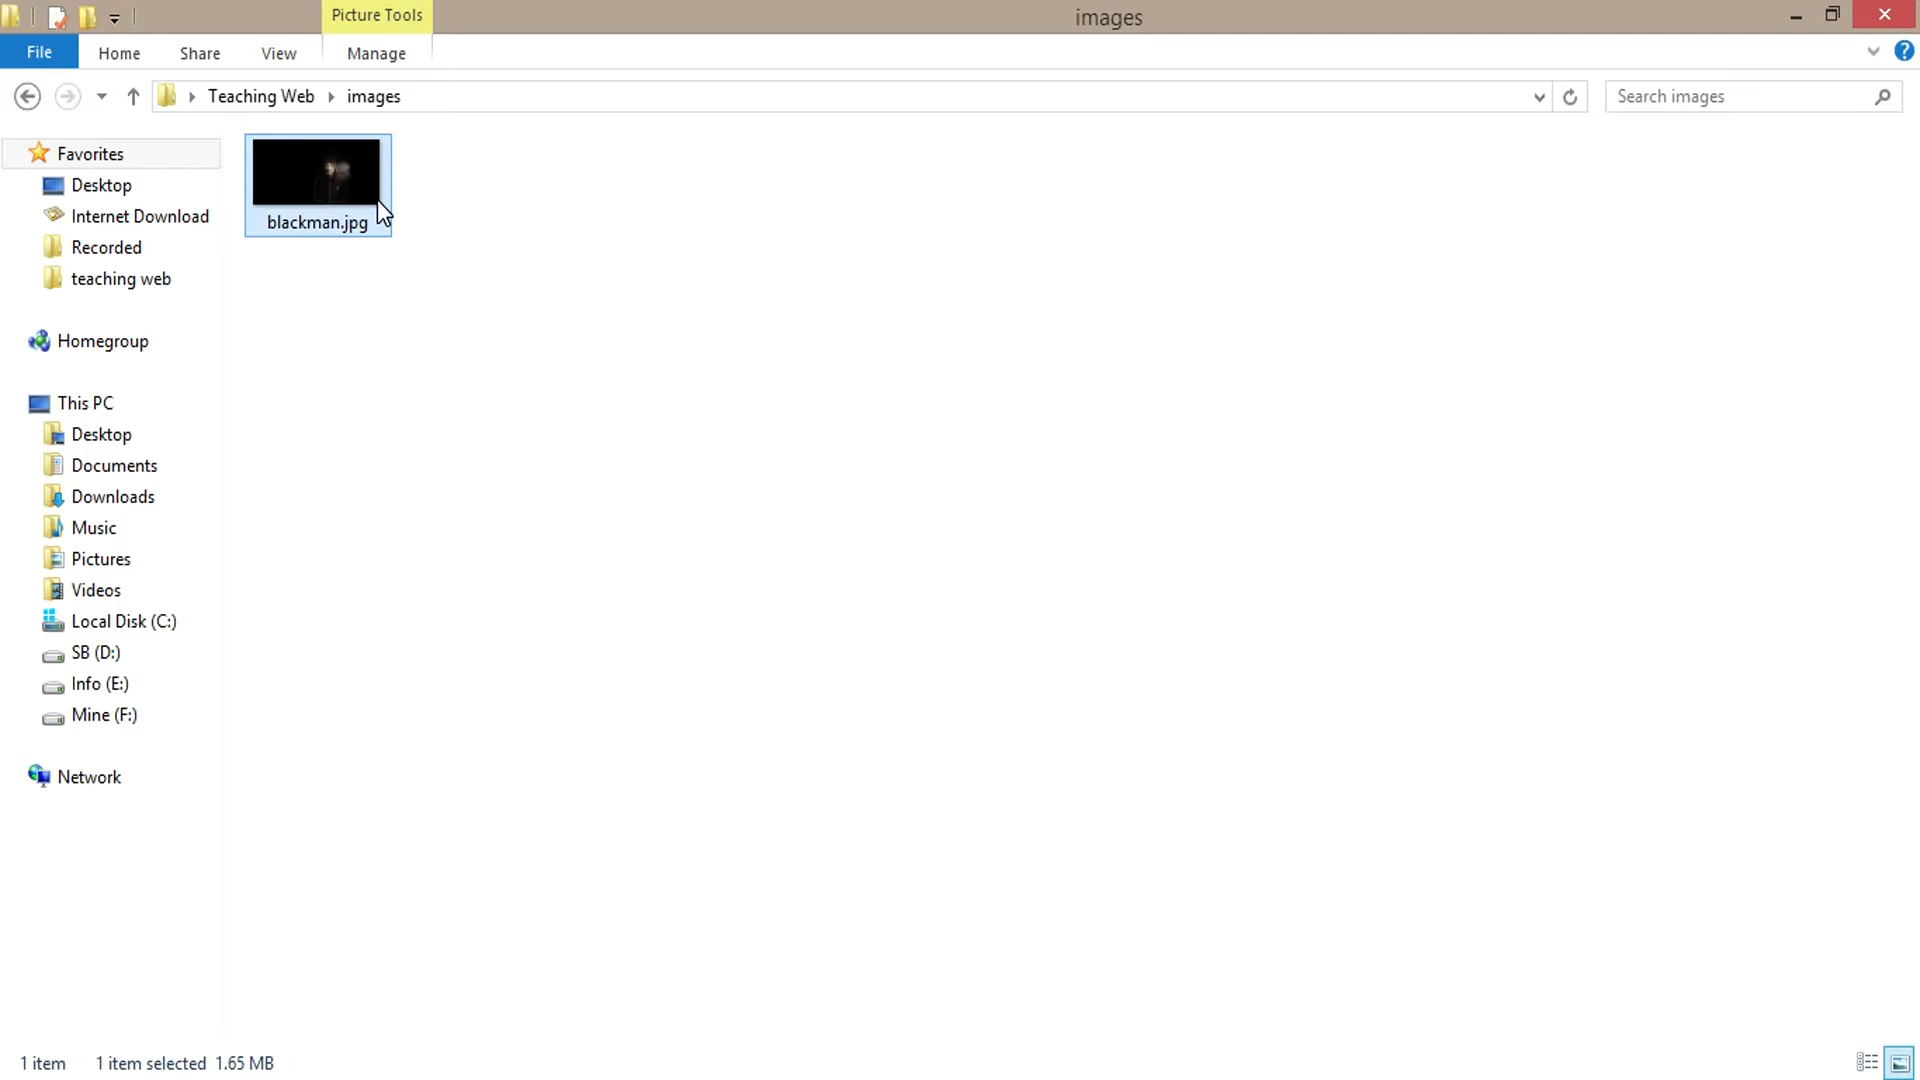 Picture Tools
images
File
Home
Share
View
Manage
Teaching Web
images
Search images
Favorites
Desktop
Internet Download
Recorded
teaching web
Homegroup
This PC
Desktop
Documents
Downloads
Music
Pictures
Videos
Local Disk (C:)
SB (D:)
Info (E:)
Mine (F:)
Network
blackman.jpg
1 item 1 item selected 1.65 MB